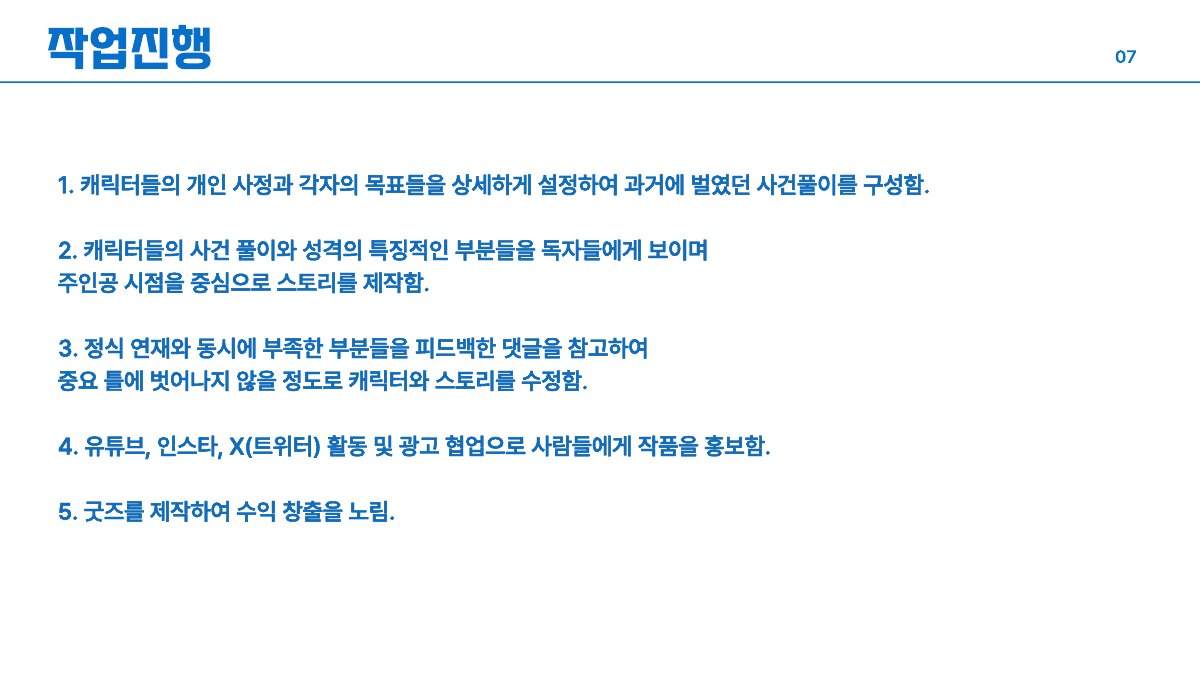 작업진행
07
1. 캐릭터들의 개인 사정과 각자의 목표들을 상세하게 설정하여 과거에 벌였던 사건풀이를 구성함.
2. 캐릭터들의 사건 풀이와 성격의 특징적인 부분들을 독자들에게 보이며
주인공 시점을 중심으로 스토리를 제작함.
3. 정식 연재와 동시에 부족한 부분들을 피드백한 댓글을 참고하여
중요 틀에 벗어나지 않을 정도로 캐릭터와 스토리를 수정함.
4. 유튜브, 인스타, X(트위터) 활동 및 광고 협업으로 사람들에게 작품을 홍보함.
5. 굿즈를 제작하여 수익 창출을 노림.